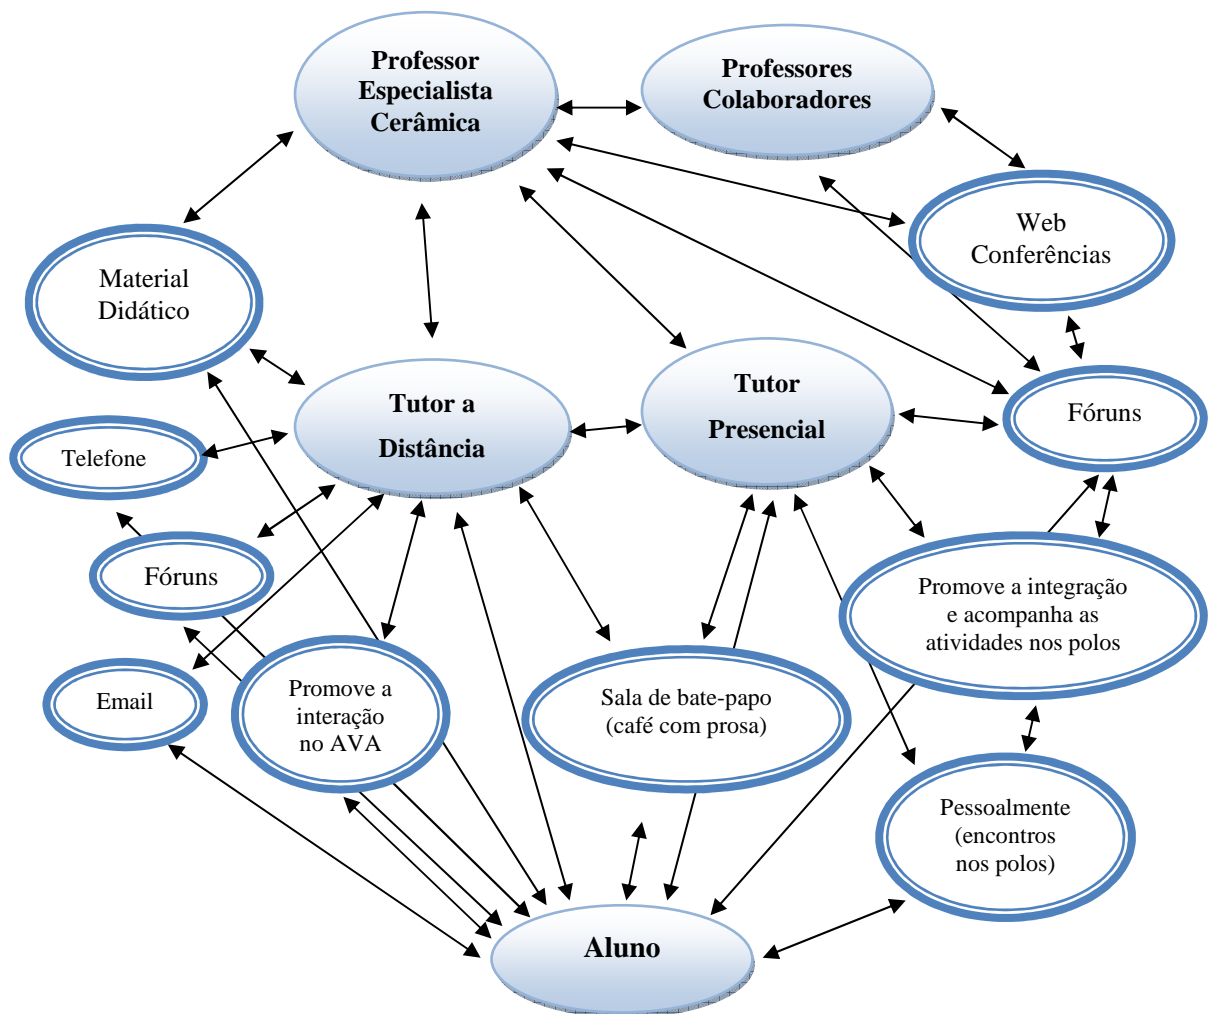 Professor
Especialista
Cerâmica
Professores
Colaboradores
Web
Conferências
Material
Didático
Tutor a
Distância
Tutor
Presencial
Fóruns
Telefone
Fóruns
Promove a integração
e acompanha as
atividades nos polos
Email
Promove a
interação
no AVA
Sala de bate-papo
(café com prosa)
Pessoalmente
(encontros
nos polos)
Aluno